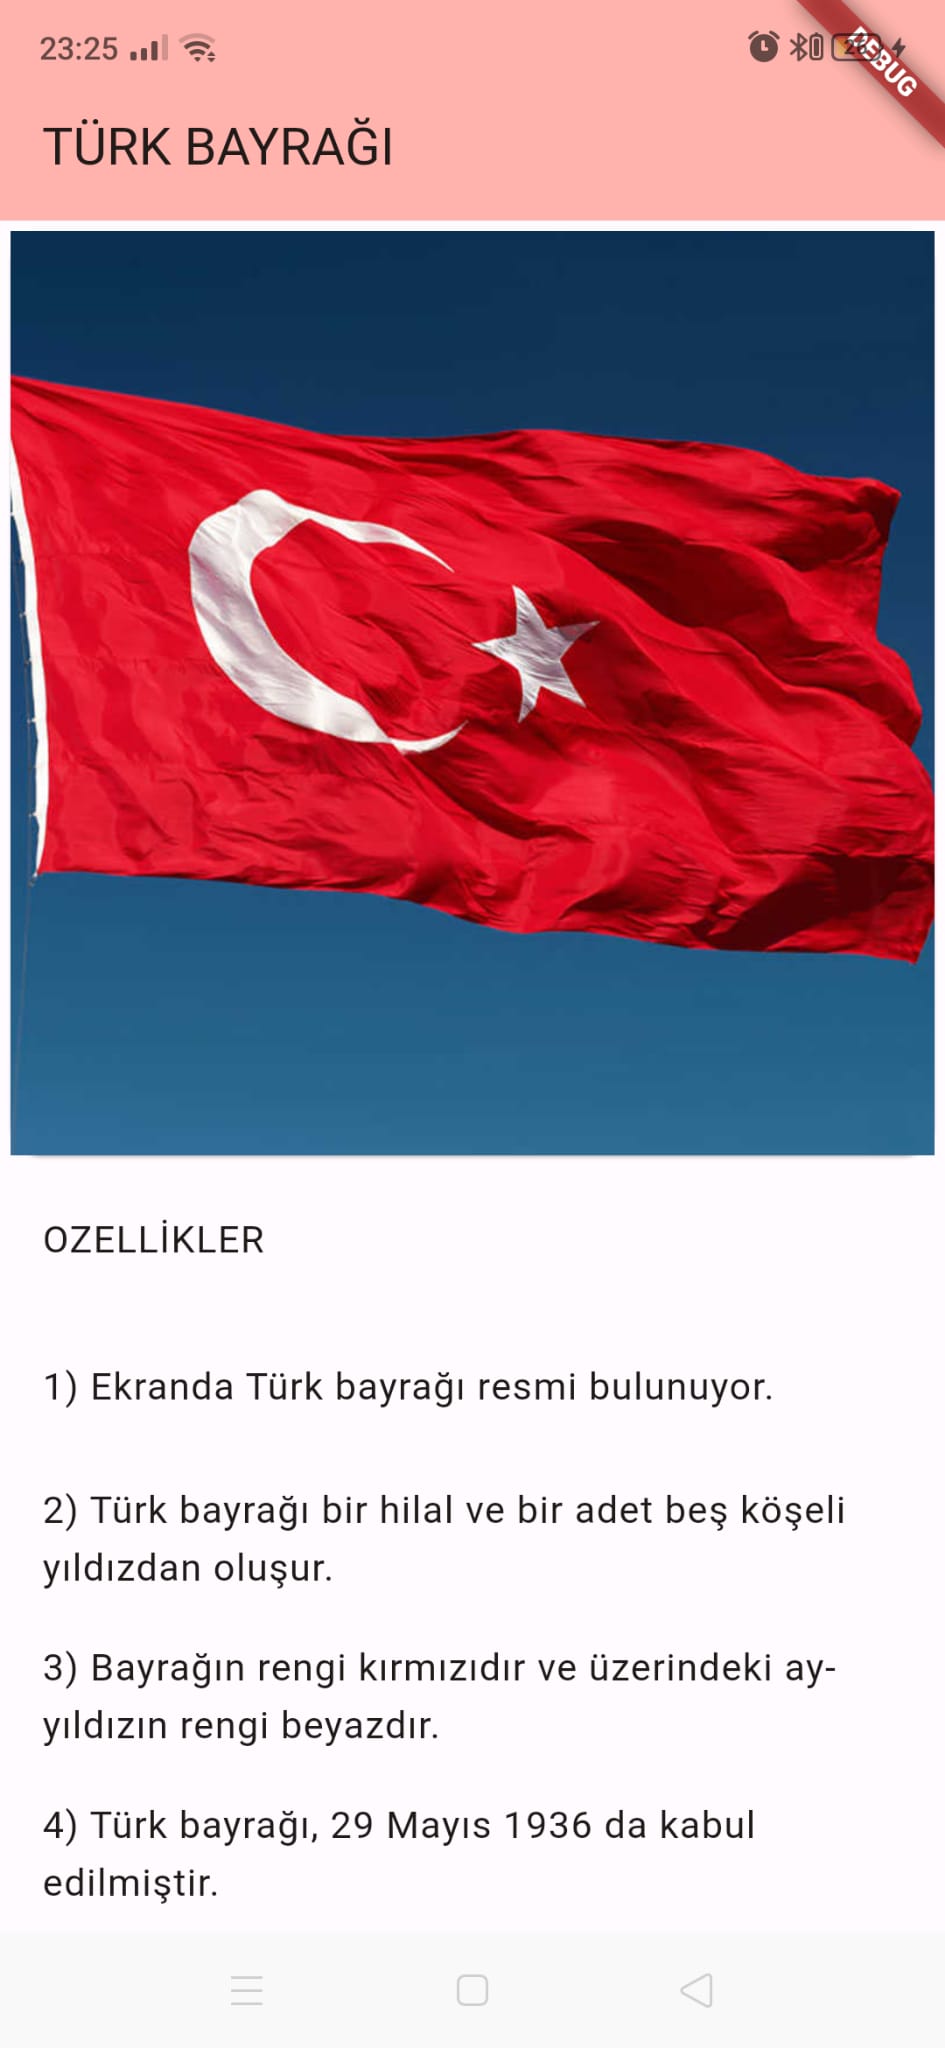 23:25
26
DEBUG
TÜRK BAYRAĞI
OZELLİKLER
1) Ekranda Türk bayrağı resmi bulunuyor.
2) Türk bayrağı bir hilal ve bir adet beş köşeli
yıldızdan oluşur.
3) Bayrağın rengi kırmızıdır ve üzerindeki ay-
yıldızın rengi beyazdır.
4) Türk bayrağı, 29 Mayıs 1936 da kabul
edilmiştir.